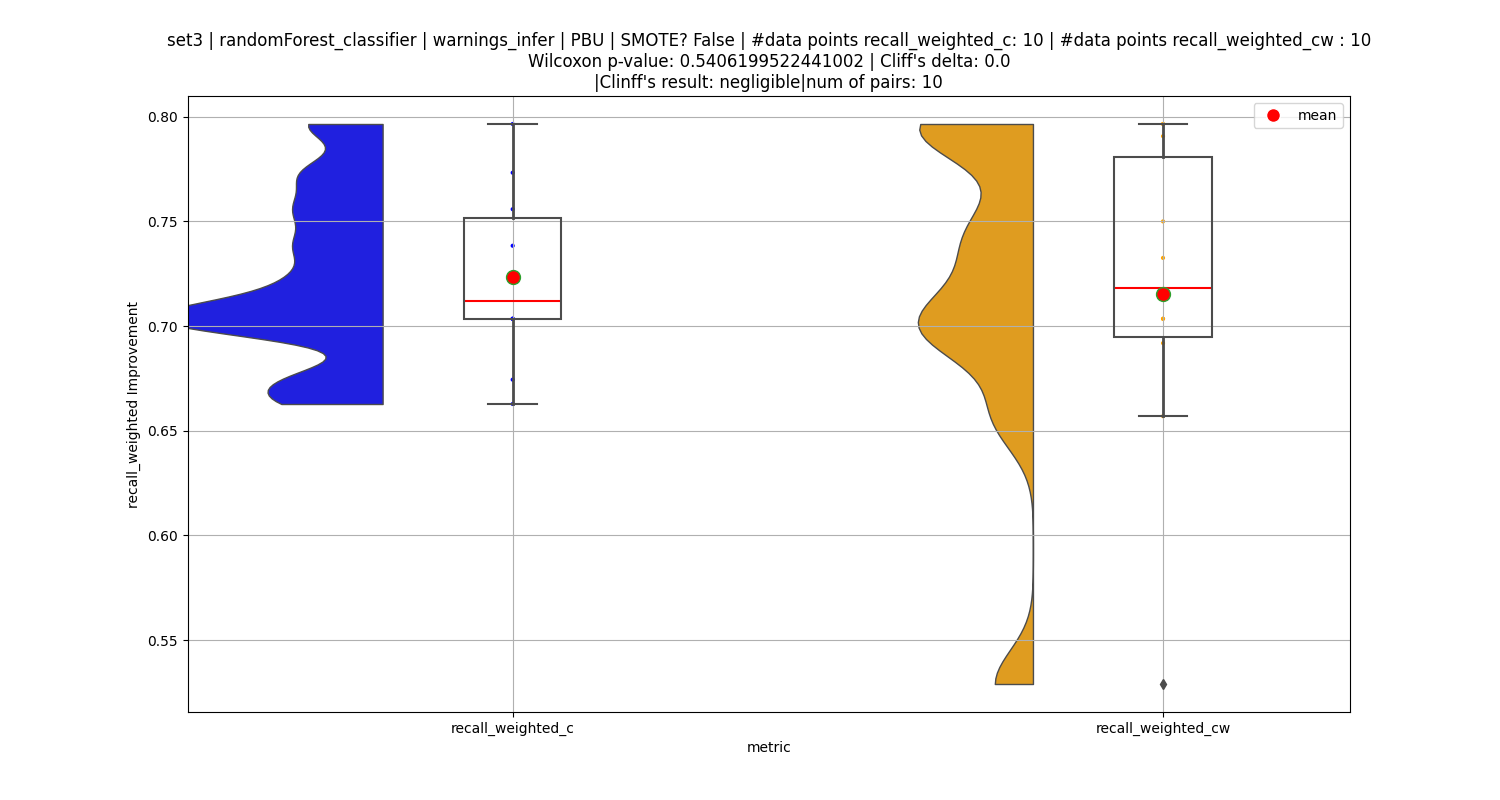 set3 | randomForest_classifier | warnings_infer | PBU | SMOTE? False | #data points recall_weighted_c: 10 | #data points recall_weighted_cw : 10
Wilcoxon p-value: 0.5406199522441002 | Cliff's delta: 0.0
|Clinff's result: negligible|num of pairs: 10
mean
0.80
0.75
0.70
0.65
0.60
0.55
recall_weighted Improvement
recall_weighted_c
recall_weighted_cw
metric